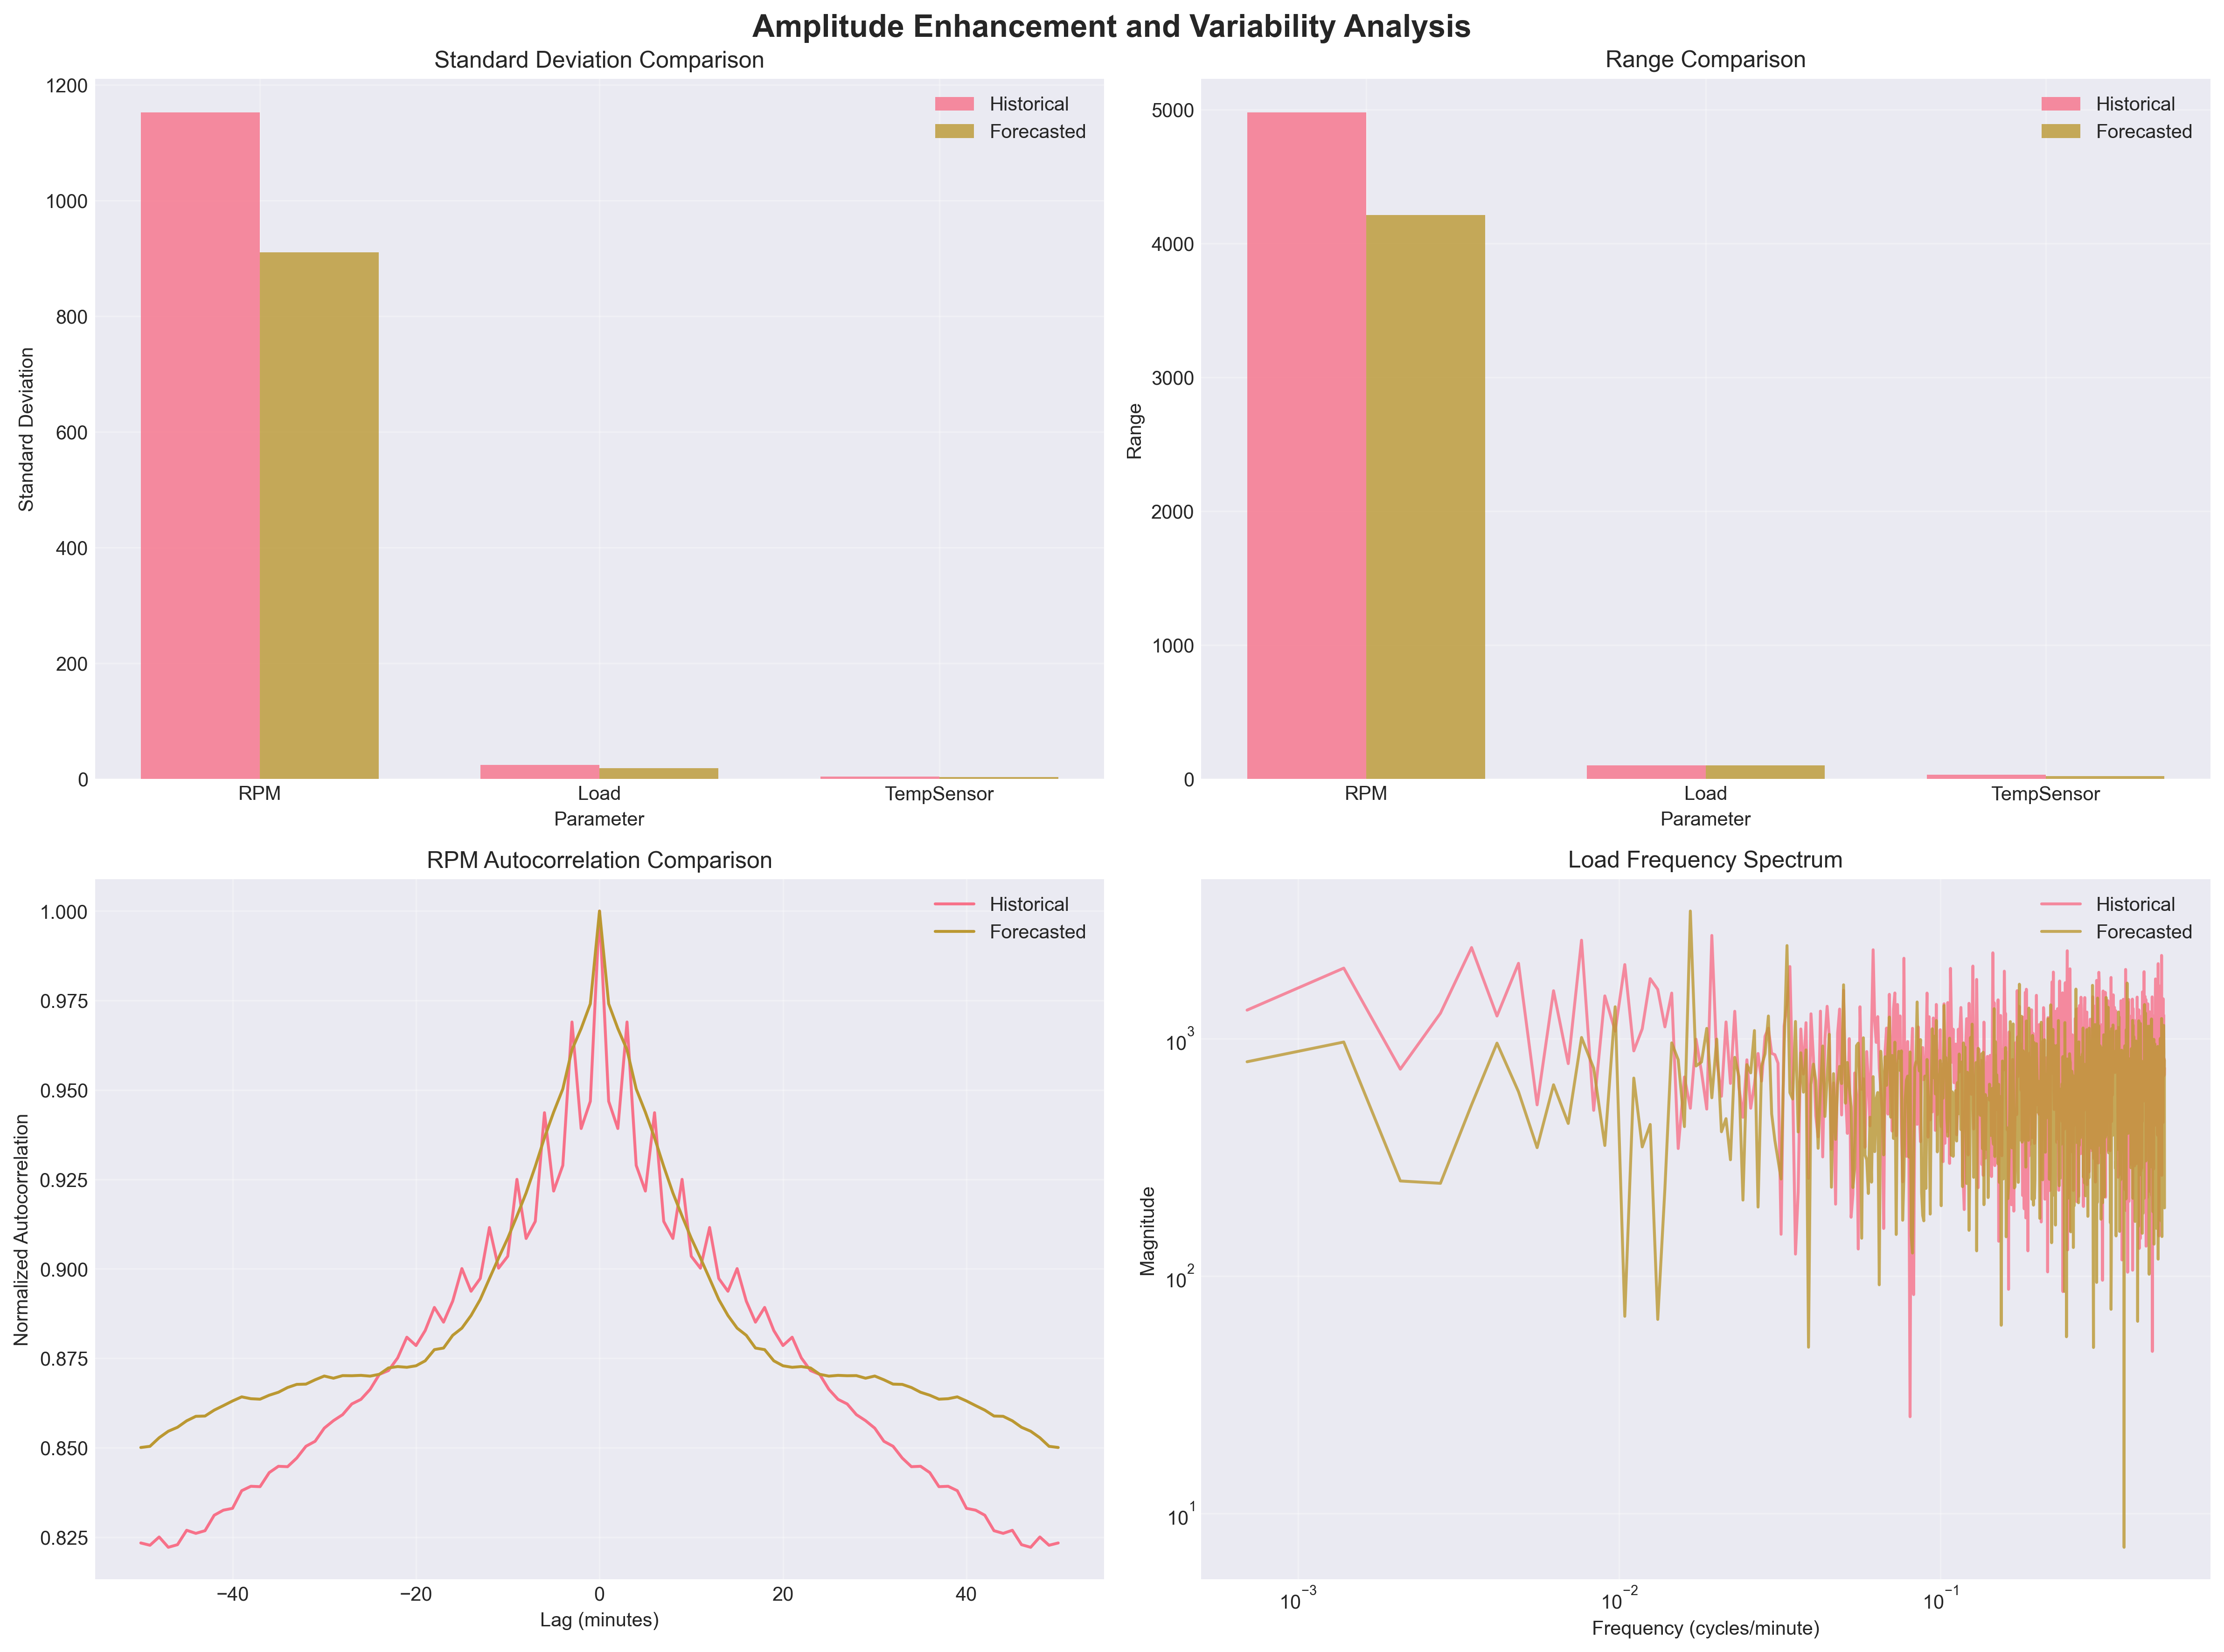 Amplitude Enhancement and Variability Analysis
Standard Deviation Comparison
Historical
Forecasted
1200
1000
800
600
400
200
0
Standard Deviation
RPM
Load
TempSensor
Parameter
Range Comparison
Historical
Forecasted
5000
4000
3000
2000
1000
0
Range
RPM
Load
TempSensor
Parameter
RPM Autocorrelation Comparison
Historical
Forecasted
1.000
0.975
0.950
0.925
0.900
0.875
0.850
0.825
Normalized Autocorrelation
−40
−20
0
20
40
Lag (minutes)
Load Frequency Spectrum
Historical
Forecasted
10³
10²
10¹
Magnitude
10⁻³
10⁻²
10⁻¹
Frequency (cycles/minute)